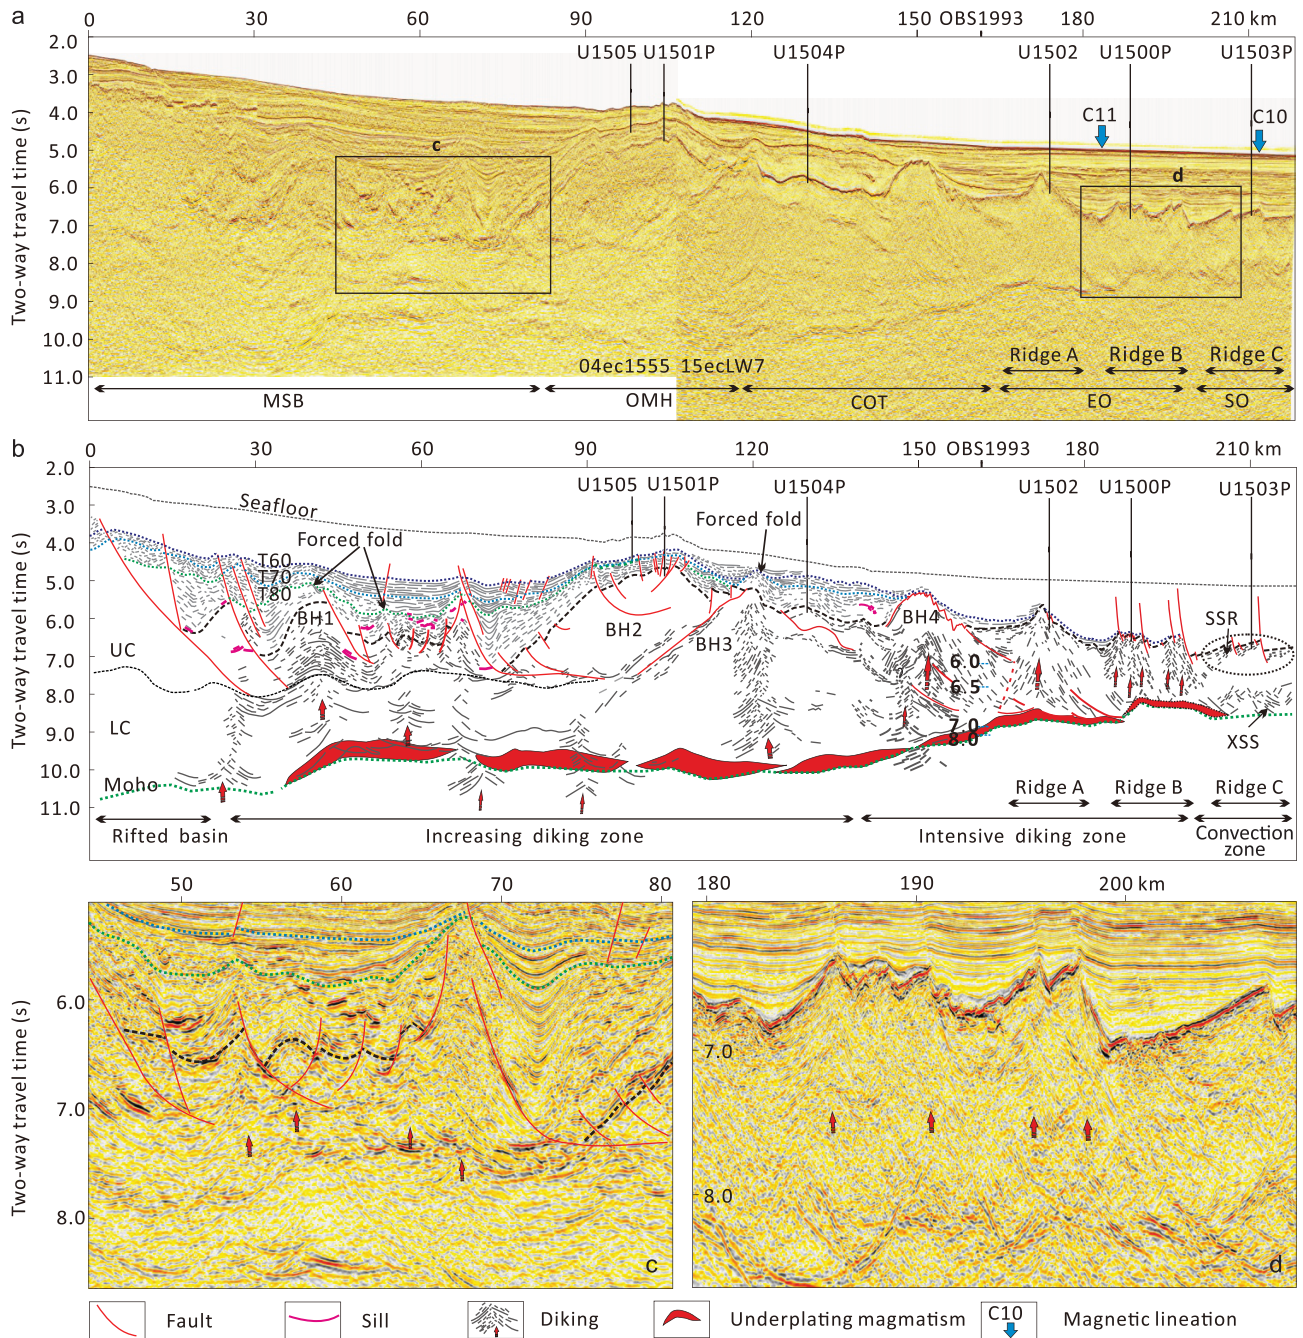 a
0 30 60 90 120 150 OBS1993 180 210 km
2.0
3.0
4.0
5.0
6.0
7.0
8.0
9.0
10.0
11.0
Two-way travel time (s)
U1505 U1501P U1504P U1502 U1500P U1503P
C11
C10
c
d
04ec1555 15ecLW7
Ridge A Ridge B Ridge C
MSB OMH COT EO SO
b
0 30 60 90 120 150 OBS1993 180 210 km
2.0
3.0
4.0
5.0
6.0
7.0
8.0
9.0
10.0
11.0
Two-way travel time (s)
U1505 U1501P U1504P U1502 U1500P U1503P
Seafloor
Forced fold
Forced fold
T60
T70
T80
BH1
BH2
BH3
BH4
SSR
UC
LC
Moho
6.0
6.5
7.0
8.0
XSS
Ridge A Ridge B Ridge C
Rifted basin Increasing diking zone Intensive diking zone Convection
zone
50 60 70 80
6.0
7.0
8.0
Two-way travel time (s)
c
180 190 200 km
7.0
8.0
d
Fault Sill Diking Underplating magmatism C10 Magnetic lineation